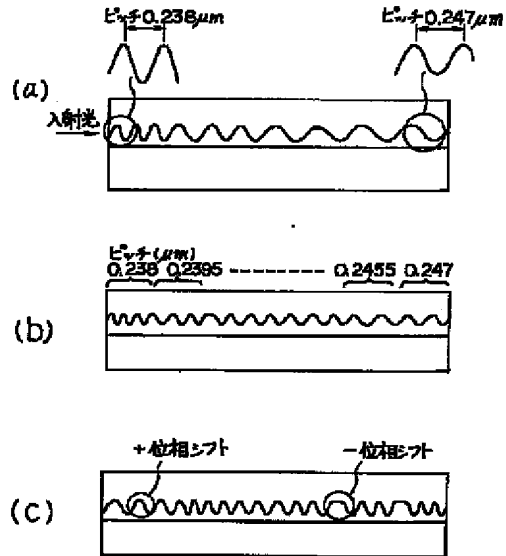 ピッチ0.238μm
ピッチ0.247μm
(a)
入射光
ピッチ(μm)
0.238 0.2395 -------- 0.2455 0.247
(b)
+位相シフト
-位相シフト
(c)